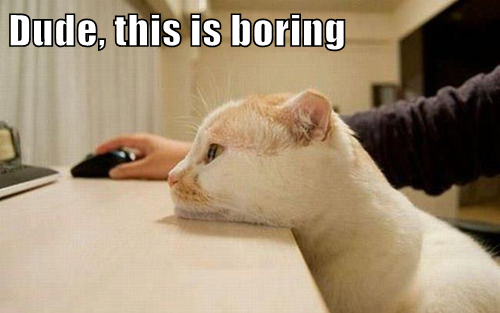 Dude, this is boring